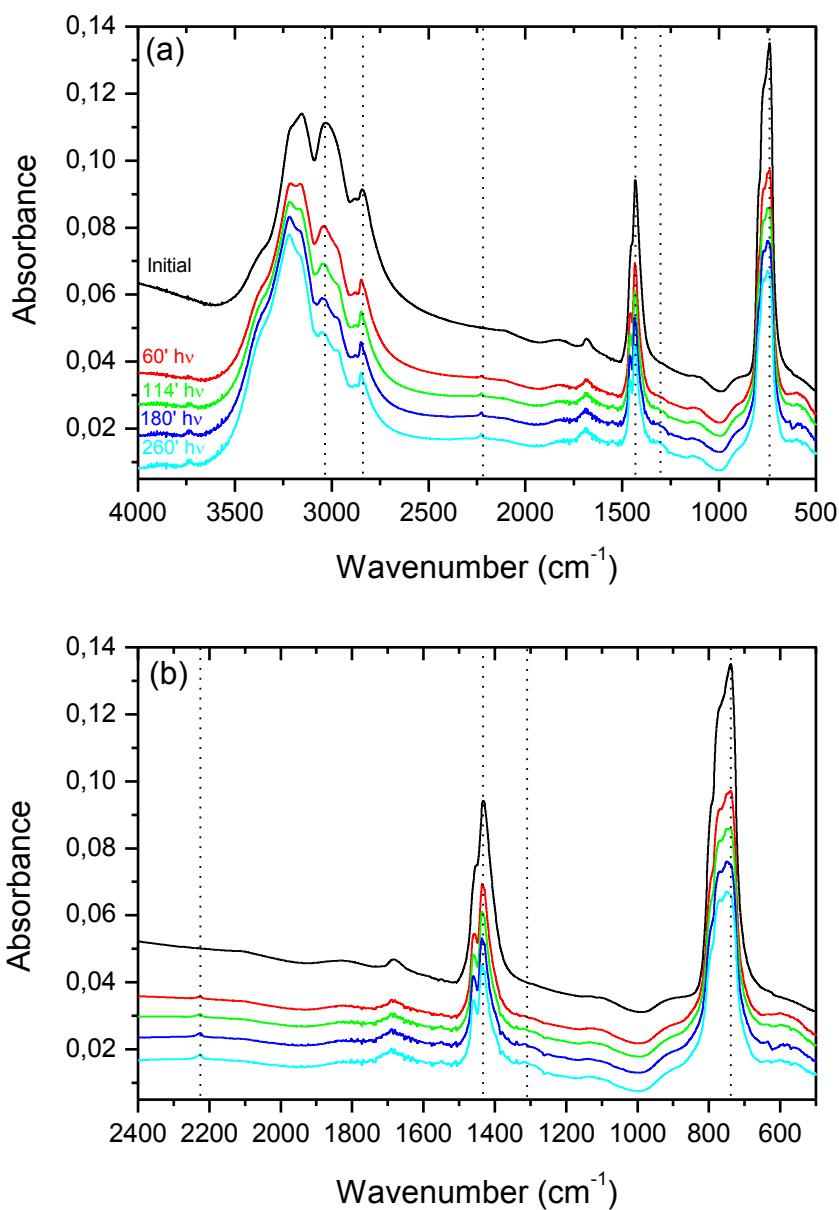 (a)
0,14
0,12
0,10
0,08
0,06
0,04
0,02
Absorbance
Initial
60' hν
114' hν
180' hν
260' hν
4000 3500 3000 2500 2000 1500 1000 500
Wavenumber (cm⁻¹)
(b)
0,14
0,12
0,10
0,08
0,06
0,04
0,02
Absorbance
2400 2200 2000 1800 1600 1400 1200 1000 800 600
Wavenumber (cm⁻¹)